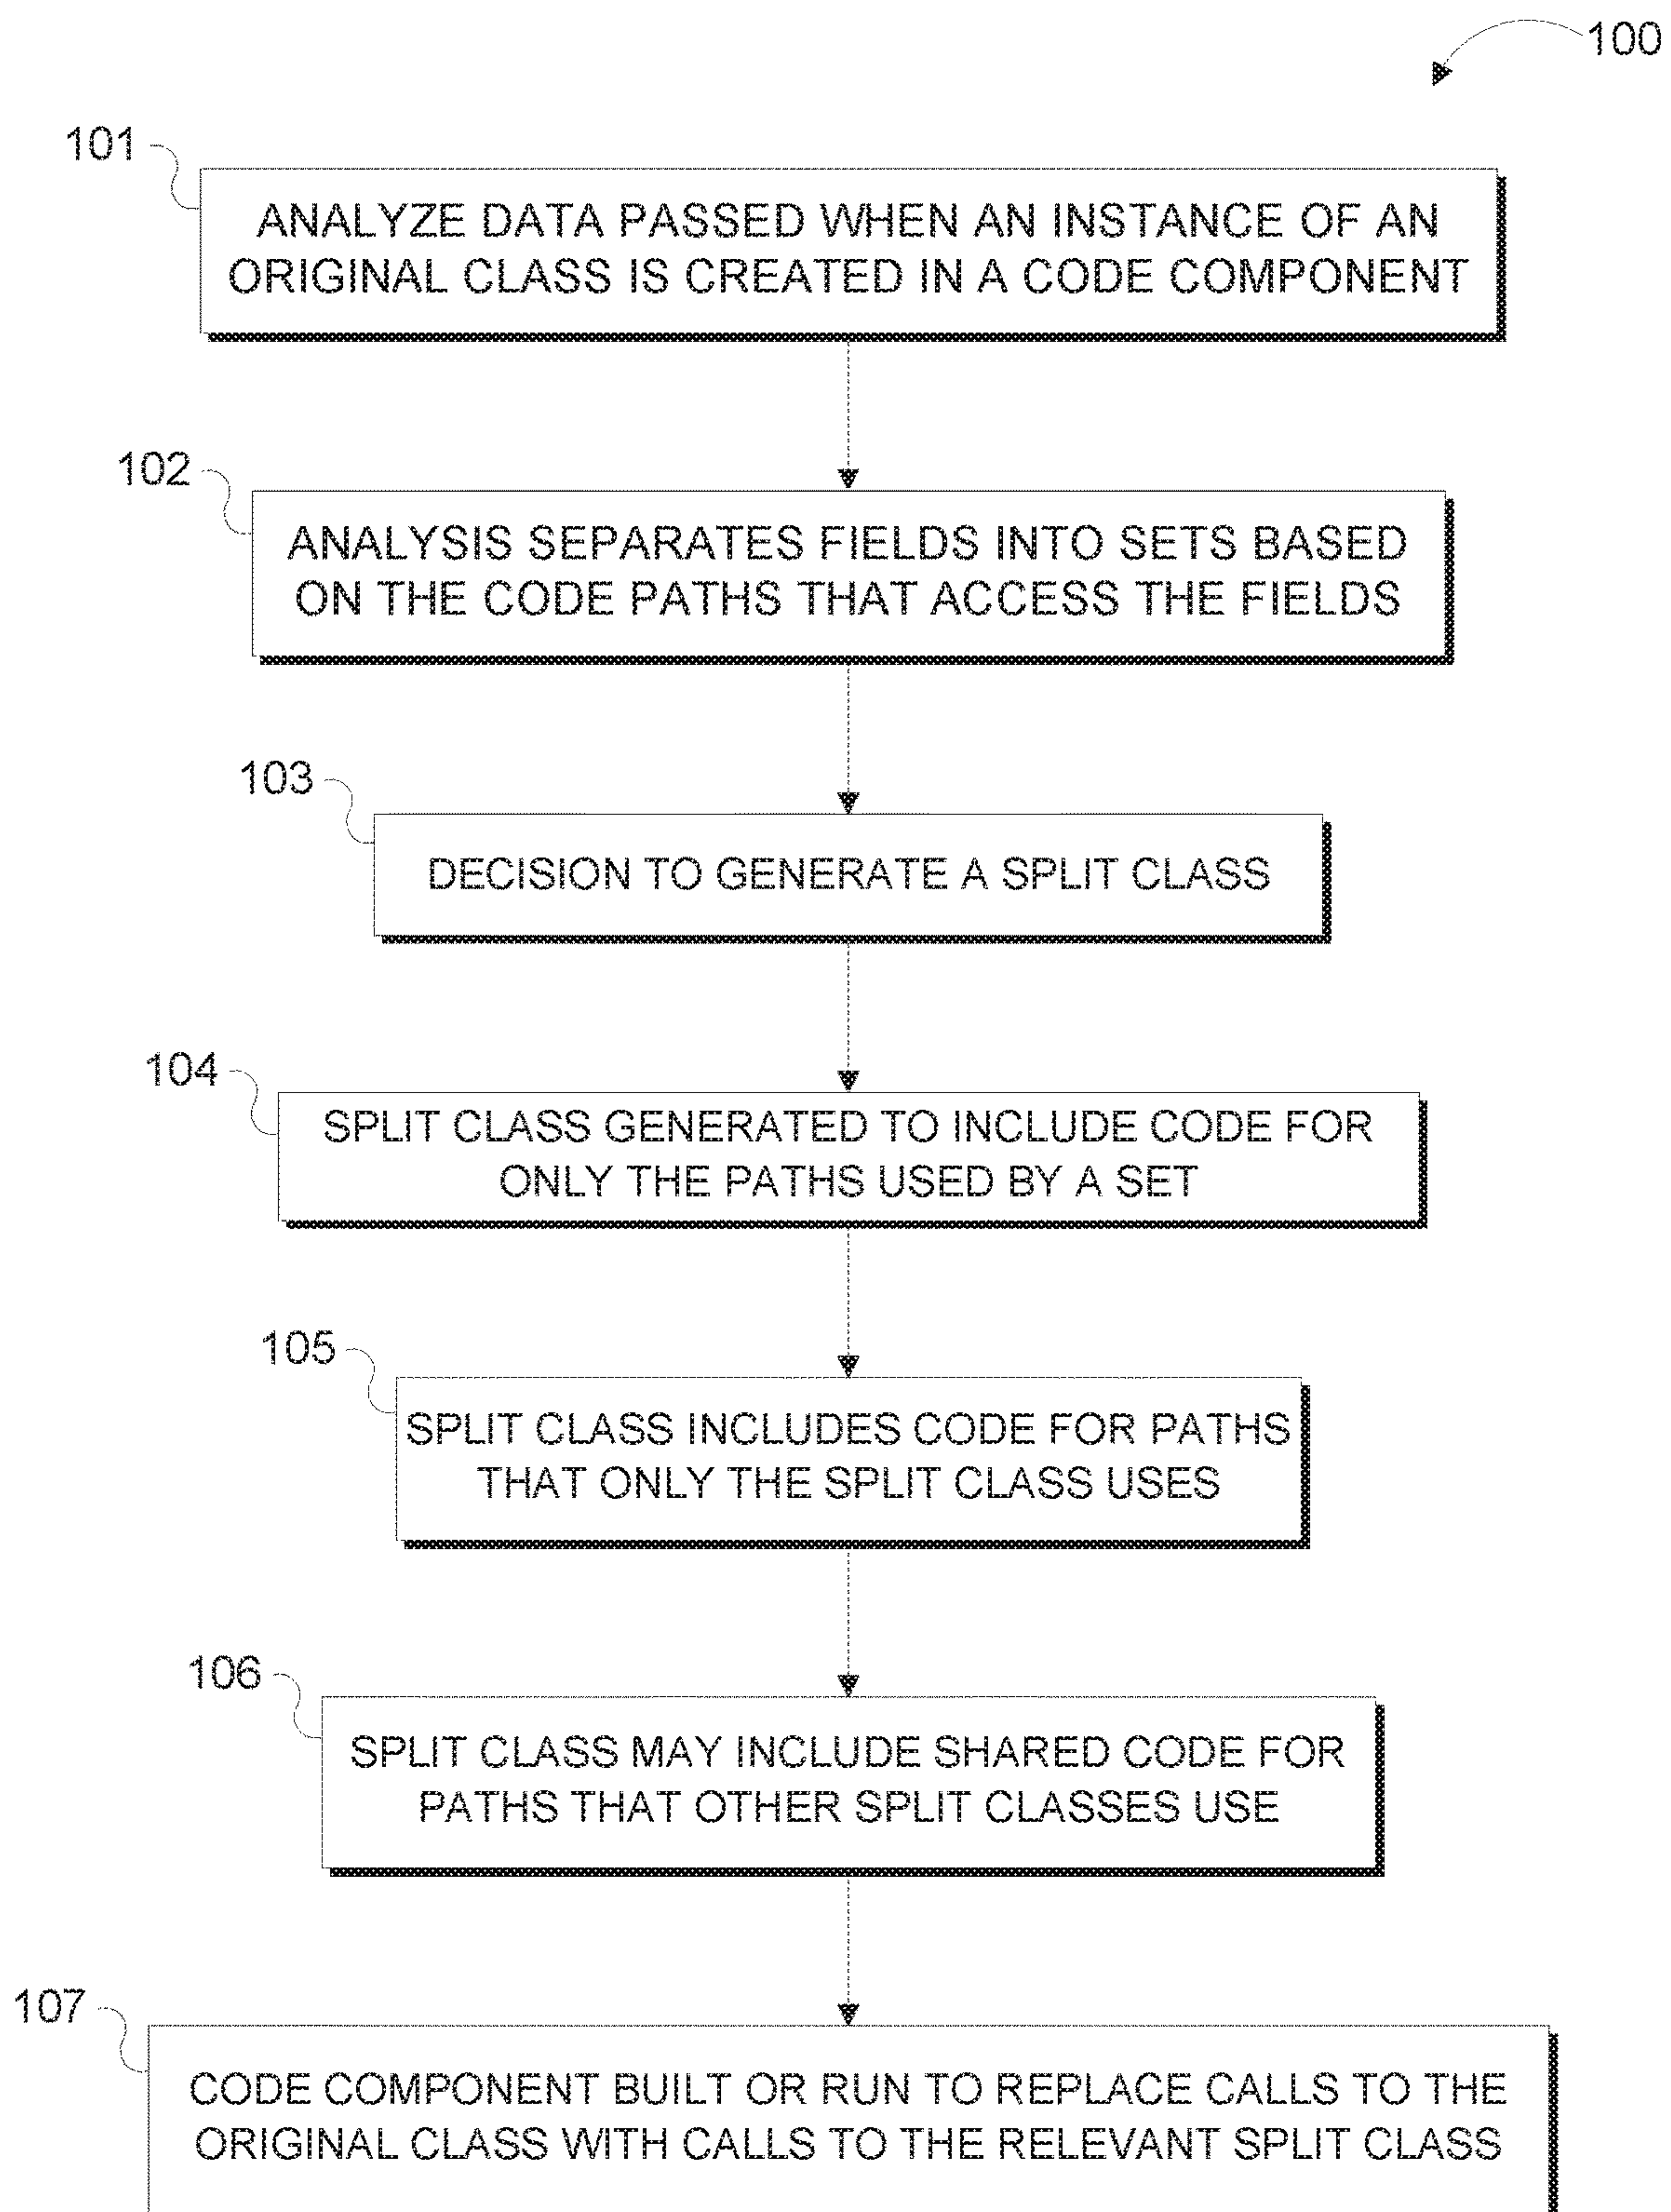 100
101
ANALYZE DATA PASSED WHEN AN INSTANCE OF AN
ORIGINAL CLASS IS CREATED IN A CODE COMPONENT
102
ANALYSIS SEPARATES FIELDS INTO SETS BASED
ON THE CODE PATHS THAT ACCESS THE FIELDS
103
DECISION TO GENERATE A SPLIT CLASS
104
SPLIT CLASS GENERATED TO INCLUDE CODE FOR
ONLY THE PATHS USED BY A SET
105
SPLIT CLASS INCLUDES CODE FOR PATHS
THAT ONLY THE SPLIT CLASS USES
106
SPLIT CLASS MAY INCLUDE SHARED CODE FOR
PATHS THAT OTHER SPLIT CLASSES USE
107
CODE COMPONENT BUILT OR RUN TO REPLACE CALLS TO THE
ORIGINAL CLASS WITH CALLS TO THE RELEVANT SPLIT CLASS